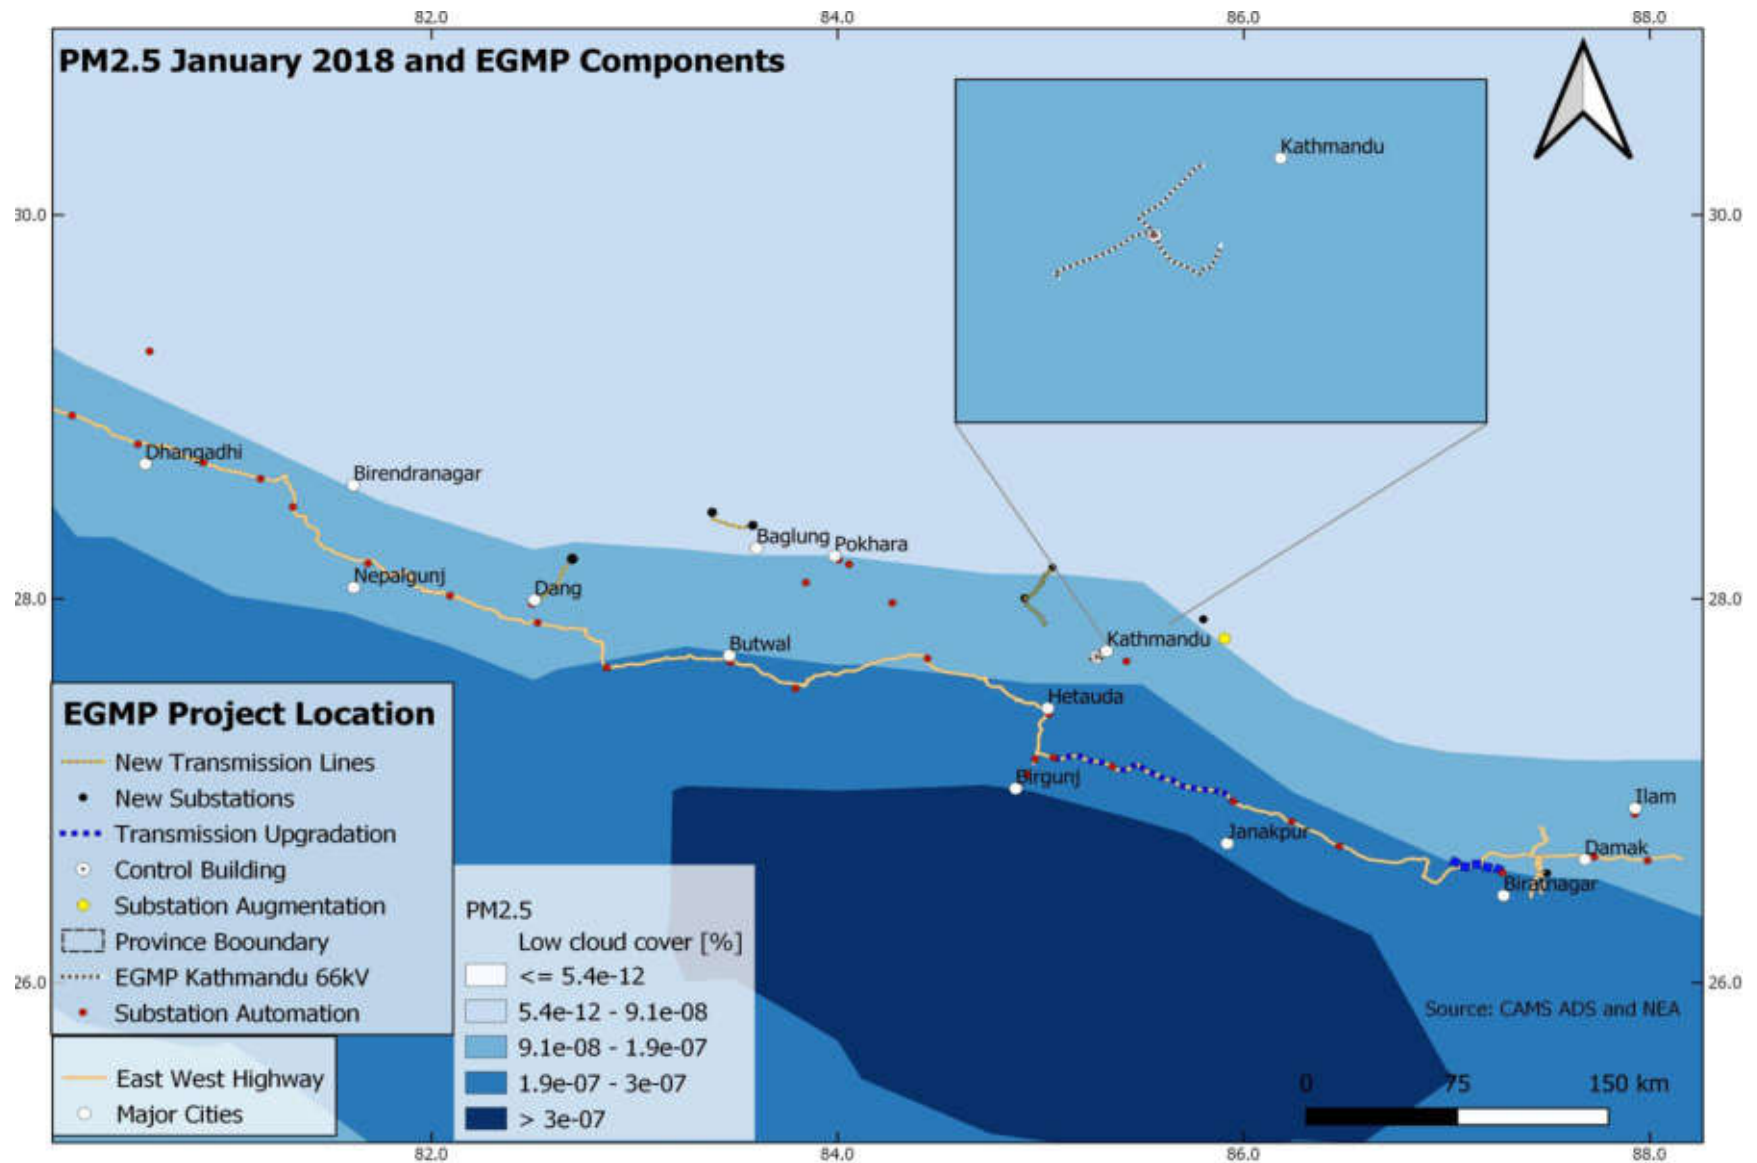 82.0 84.0 86.0 88.0
PM2.5 January 2018 and EGMP Components
Kathmandu
30.0 30.0
Dhangadhi
Birendranagar
Baglung
Pokhara
Nepalgunj
Dang
28.0 28.0
Kathmandu
Butwal
Hetauda
Birgunj
Ilam
Janakpur
Damak
Biratnagar
EGMP Project Location
New Transmission Lines
New Substations
Transmission Upgradation
Control Building
Substation Augmentation
Province Booundary
EGMP Kathmandu 66kV
Substation Automation
East West Highway
Major Cities
PM2.5
Low cloud cover [%]
<= 5.4e-12
5.4e-12 - 9.1e-08
9.1e-08 - 1.9e-07
1.9e-07 - 3e-07
> 3e-07
26.0 26.0
Source: CAMS ADS and NEA
0 75 150 km
82.0 84.0 86.0 88.0